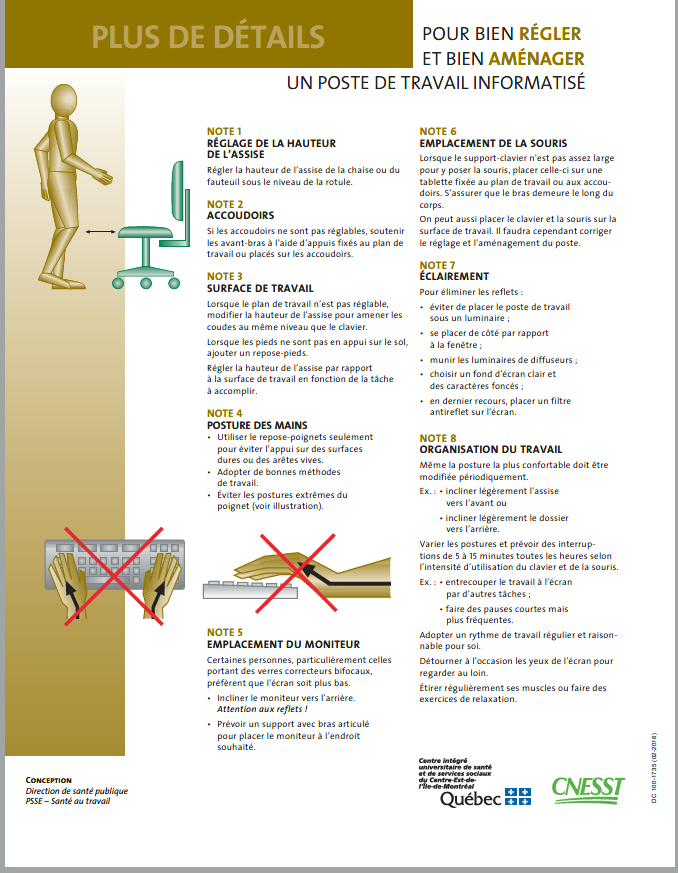 PLUS DE DÉTAILS
POUR BIEN RÉGLER
ET BIEN AMÉNAGER
UN POSTE DE TRAVAIL INFORMATISÉ
NOTE 1
RÉGLAGE DE LA HAUTEUR
DE L'ASSISE
Régler la hauteur de l'assise de la chaise ou du
fauteuil sous le niveau de la rotule.
NOTE 2
ACCOUDOIRS
Si les accoudoirs ne sont pas réglables, soutenir
les avant-bras à l'aide d'appuis fixés au plan de
travail ou placés sur les accoudoirs.
NOTE 3
SURFACE DE TRAVAIL
Lorsque le plan de travail n'est pas réglable,
modifier la hauteur de l'assise pour amener les
coudes au même niveau que le clavier.
Lorsque les pieds ne sont pas en appui sur le sol,
ajouter un repose-pieds.
Régler la hauteur de l'assise par rapport
à la surface de travail en fonction de la tâche
à accomplir.
NOTE 4
POSTURE DES MAINS
• Utiliser le repose-poignets seulement
pour éviter l'appui sur des surfaces
dures ou des arêtes vives.
• Adopter de bonnes méthodes
de travail.
• Éviter les postures extrêmes du
poignet (voir illustration).
NOTE 5
EMPLACEMENT DU MONITEUR
Certaines personnes, particulièrement celles
portant des verres correcteurs bifocaux,
préfèrent que l'écran soit plus bas.
• Incliner le moniteur vers l'arrière.
Attention aux reflets !
• Prévoir un support avec bras articulé
pour placer le moniteur à l'endroit
souhaité.
NOTE 6
EMPLACEMENT DE LA SOURIS
Lorsque le support-clavier n'est pas assez large
pour y poser la souris, placer celle-ci sur une
tablette fixée au plan de travail ou aux accou-
doirs. S'assurer que le bras demeure le long du
corps.
On peut aussi placer le clavier et la souris sur la
surface de travail. Il faudra cependant corriger
le réglage et l'aménagement du poste.
NOTE 7
ÉCLAIREMENT
Pour éliminer les reflets :
• éviter de placer le poste de travail
sous un luminaire ;
• se placer de côté par rapport
à la fenêtre ;
• munir les luminaires de diffuseurs ;
• choisir un fond d'écran clair et
des caractères foncés ;
• en dernier recours, placer un filtre
antireflet sur l'écran.
NOTE 8
ORGANISATION DU TRAVAIL
Même la posture la plus confortable doit être
modifiée périodiquement.
Ex. : • incliner légèrement l'assise
vers l'avant ou
• incliner légèrement le dossier
vers l'arrière.
Varier les postures et prévoir des interrup-
tions de 5 à 15 minutes toutes les heures selon
l'intensité d'utilisation du clavier et de la souris.
Ex. : • entrecouper le travail à l'écran
par d'autres tâches ;
• faire des pauses courtes mais
plus fréquentes.
Adopter un rythme de travail régulier et raison-
nable pour soi.
Détourner à l'occasion les yeux de l'écran pour
regarder au loin.
Étirer régulièrement ses muscles ou faire des
exercices de relaxation.
CONCEPTION
Direction de santé publique
PSSE – Santé au travail
Centre intégré
universitaire de santé
et de services sociaux
du Centre-Est-de-
l'Île-de-Montréal
Québec
CNESST
DC 100-1735 (02-2016)